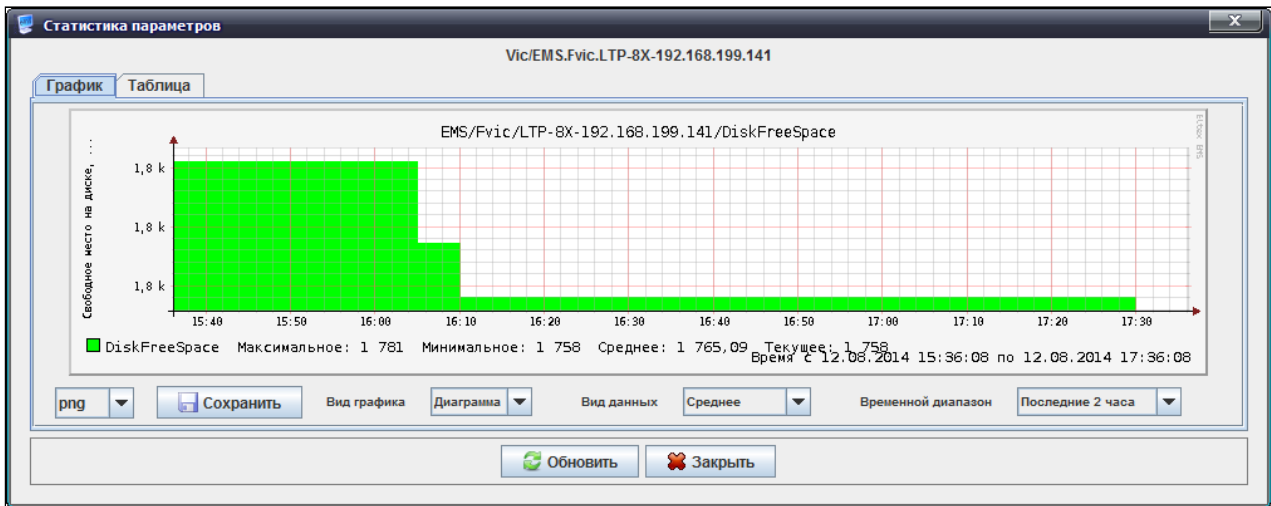 Статистика параметров
x
Vic/EMS.Fvic.LTP-8X-192.168.199.141
График Таблица
EMS/Fvic/LTP-8X-192.168.199.141/DiskFreeSpace
Eltex EMS
Свободное место на диске, ...
1,8 k
1,8 k
1,8 k
15:40 15:50 16:00 16:10 16:20 16:30 16:40 16:50 17:00 17:10 17:20 17:30
DiskFreeSpace Максимальное: 1 781 Минимальное: 1 758 Среднее: 1 765,09 Текущее: 1 758
Время с 12.08.2014 15:36:08 по 12.08.2014 17:36:08
png Сохранить Вид графика Диаграмма Вид данных Среднее Временной диапазон Последние 2 часа
Обновить Закрыть